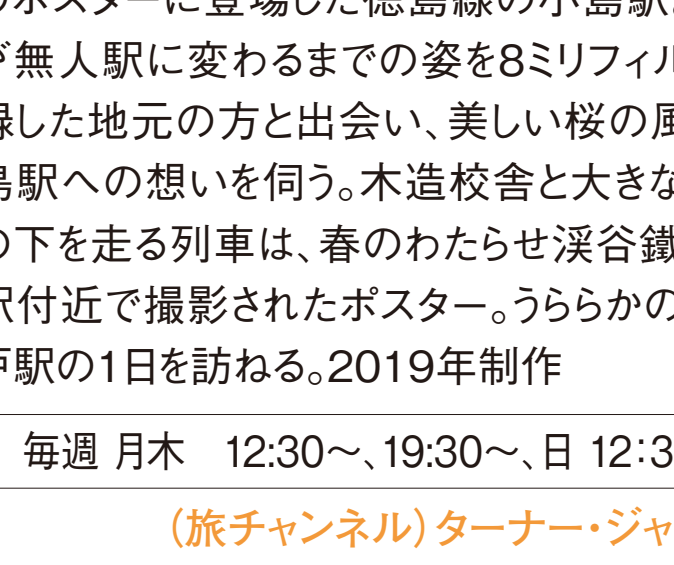 ポスターに登場した徳島線の小島駅
無人駅に変わるまでの姿を8ミリフィル
録した地元の方と出会い、美しい桜の風
島駅への想いを伺う。木造校舎と大きな
の下を走る列車は、春のわたらせ渓谷鐵
駅付近で撮影されたポスター。うららかの
戸駅の1日を訪ねる。2019年制作
毎週 月木 12:30〜、19:30〜、日 12:3
(旅チャンネル)ターナー・ジャ